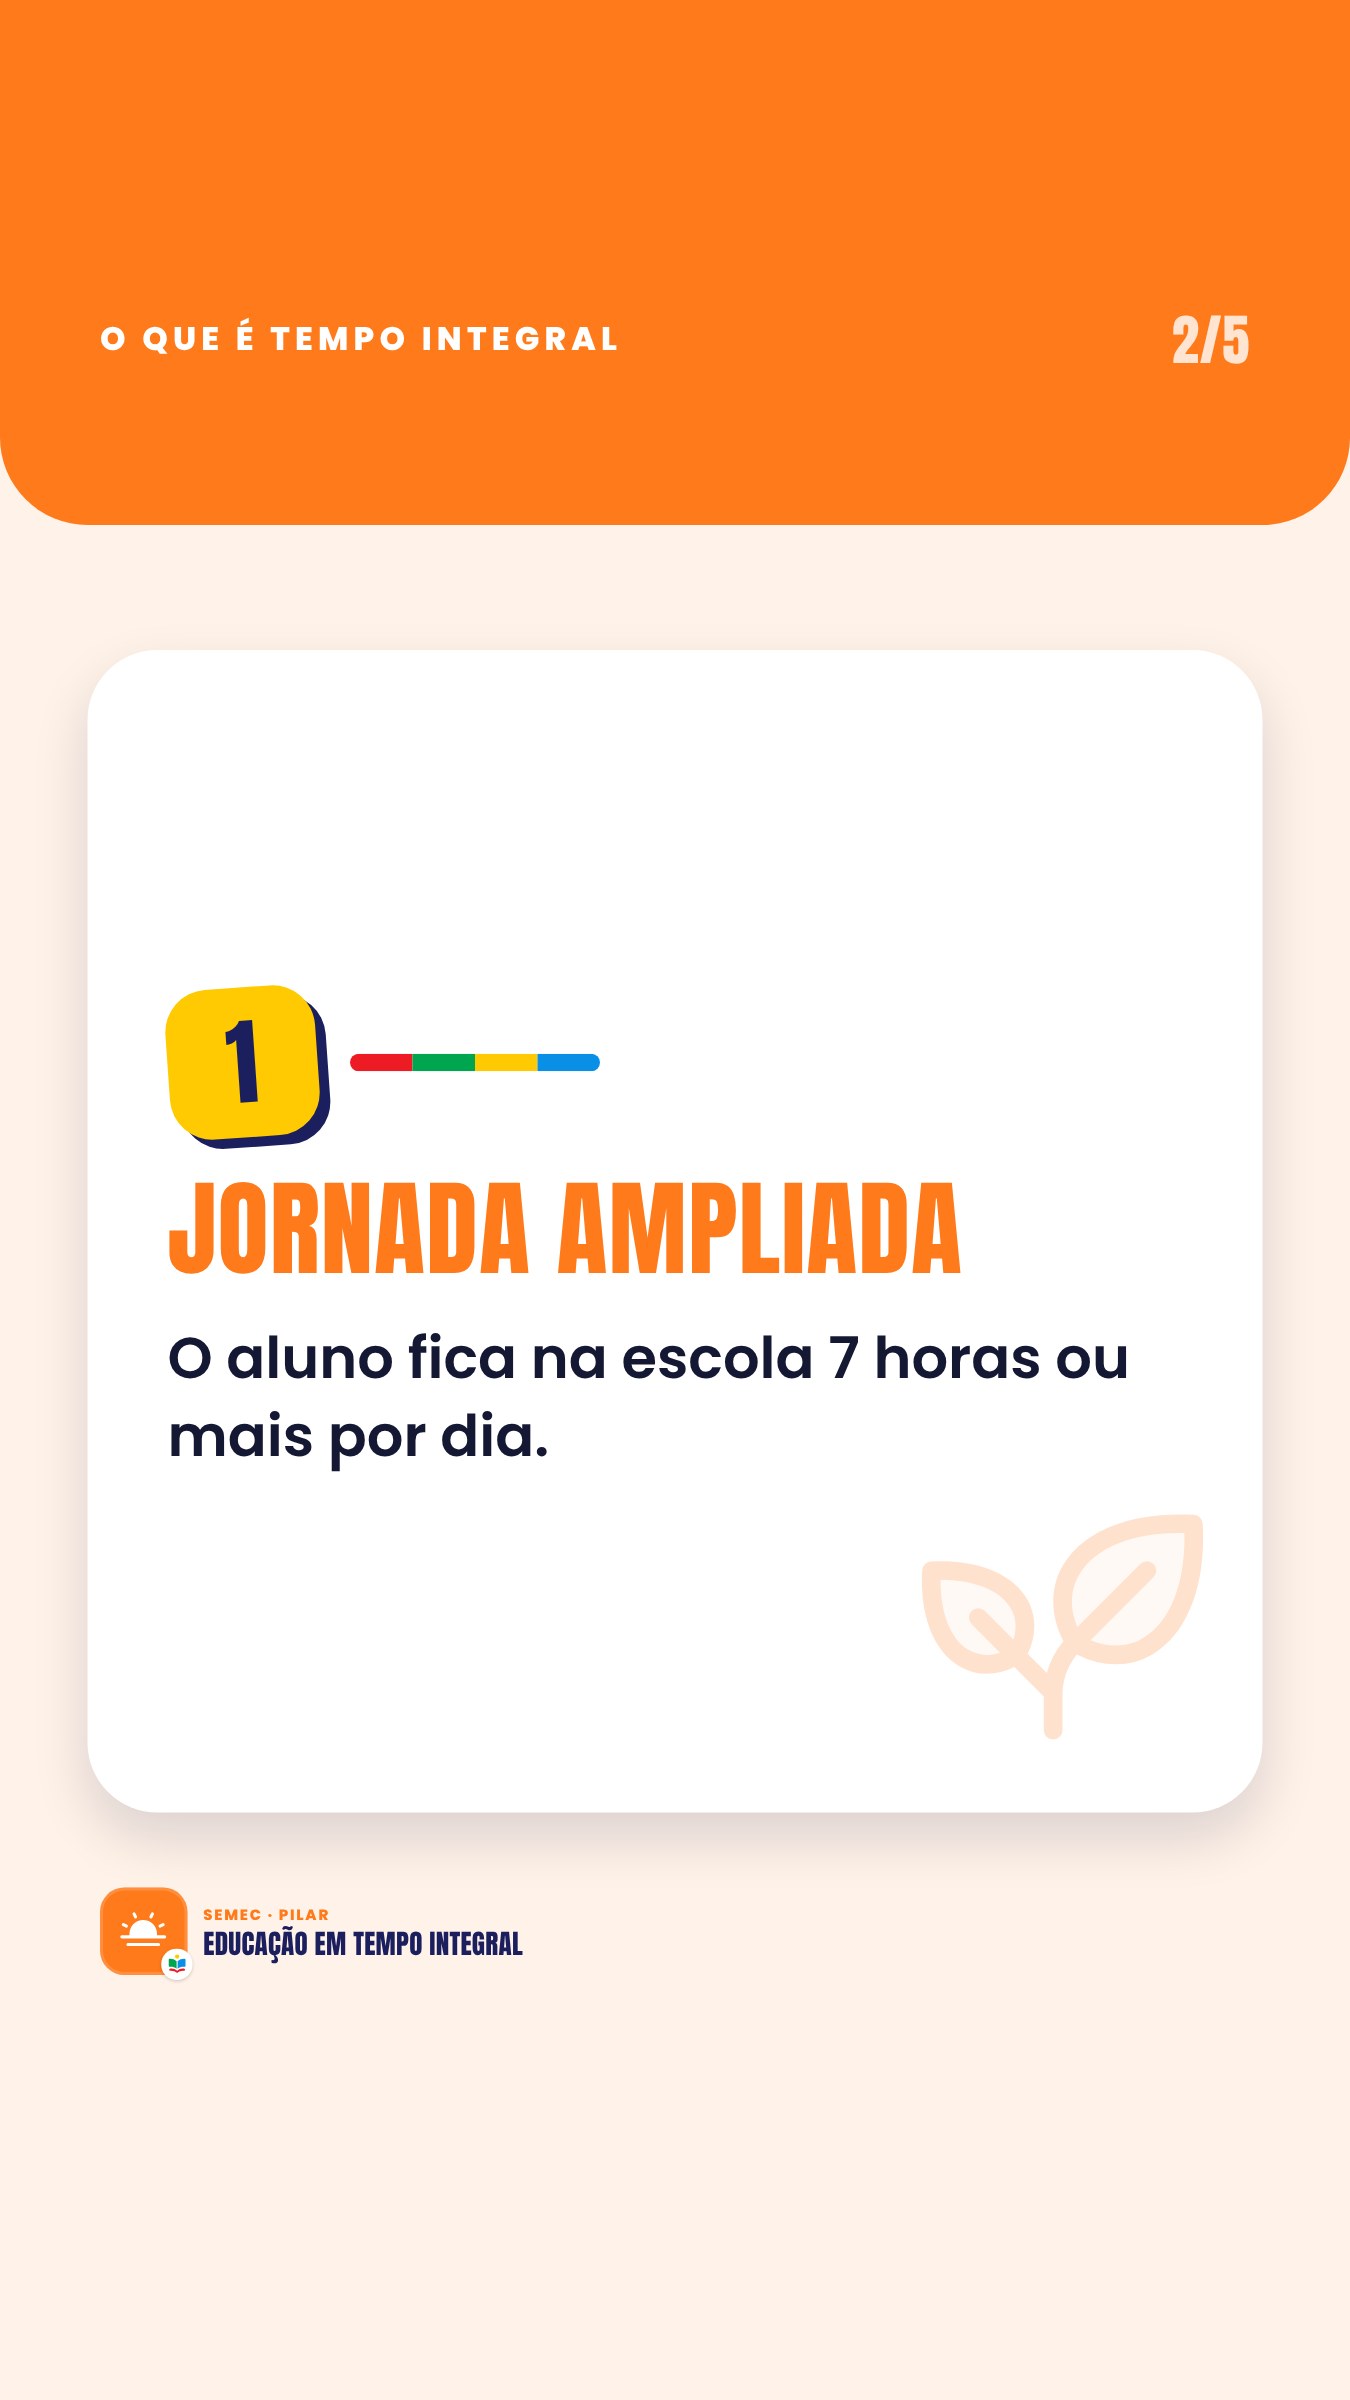 O QUE É TEMPO INTEGRAL
2/5
1
JORNADA AMPLIADA
O aluno fica na escola 7 horas ou
mais por dia.
SEMEC · PILAR
EDUCAÇÃO EM TEMPO INTEGRAL